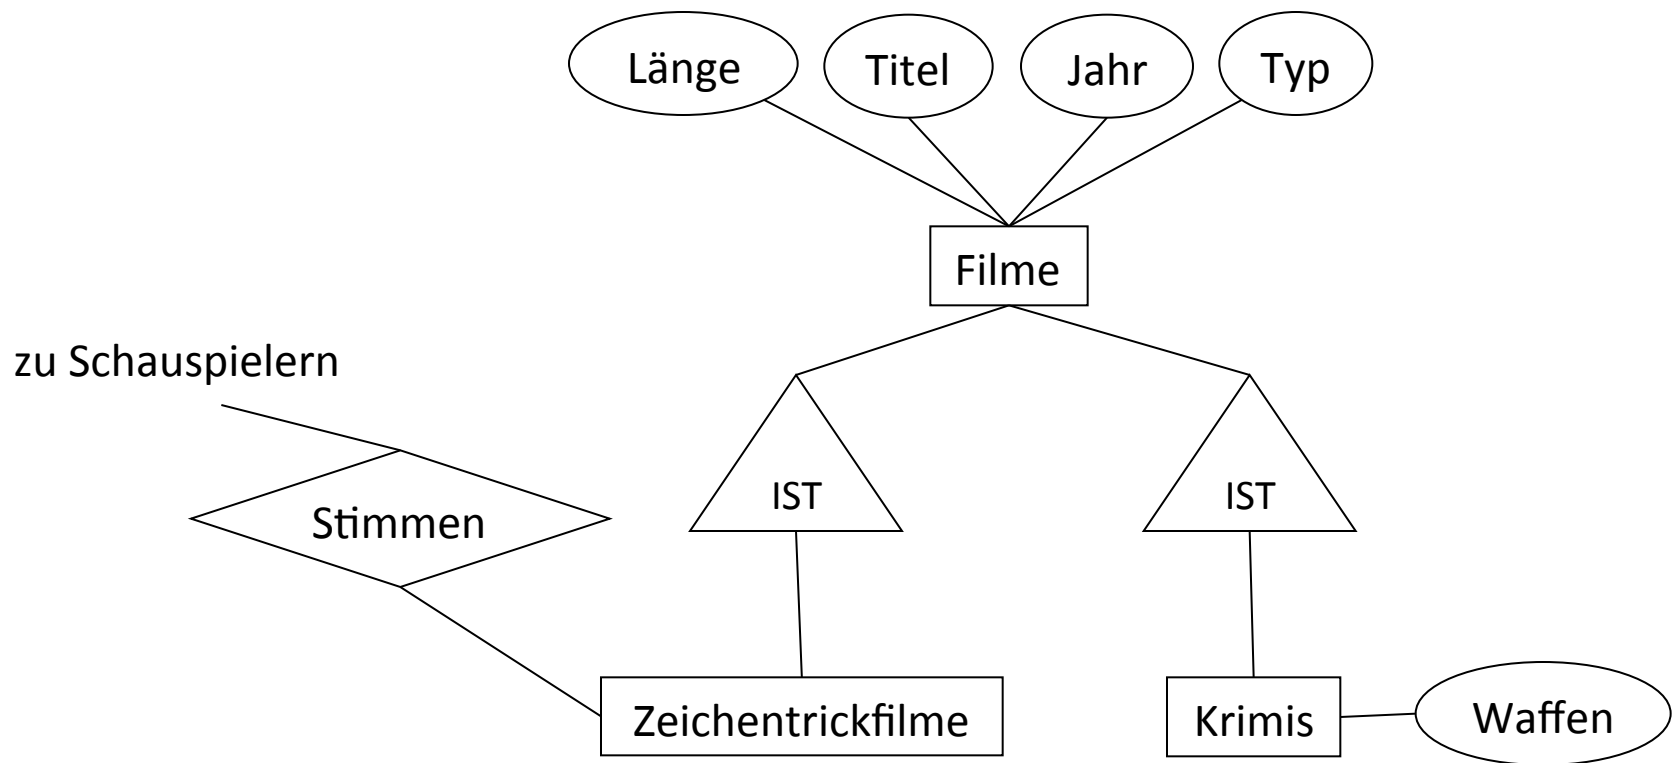 Länge
Titel
Jahr
Typ
Filme
zu Schauspielern
IST
IST
Stimmen
Zeichentrickfilme
Krimis
Waffen